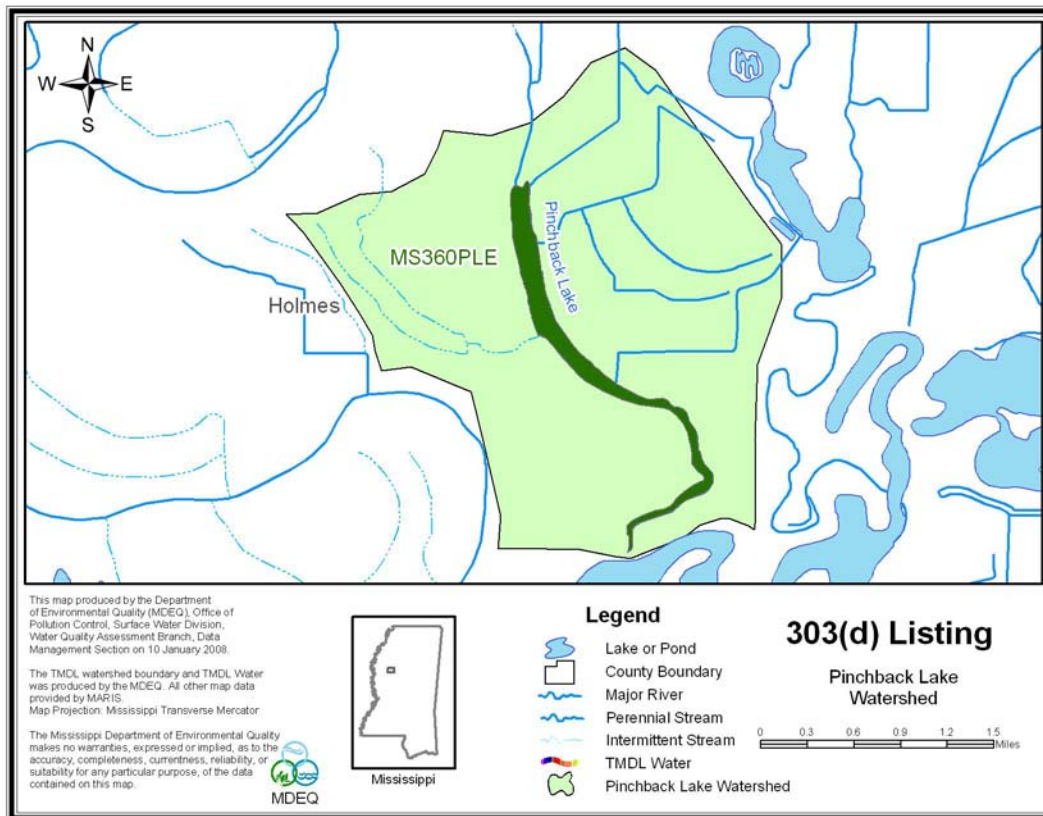 N
W E
S
MS360PLE
Pinchback Lake
Holmes
This map produced by the Department
of Environmental Quality (MDEQ), Office of
Pollution Control, Surface Water Division,
Water Quality Assessment Branch, Data
Management Section on 10 January 2008.
The TMDL watershed boundary and TMDL Water
was produced by the MDEQ. All other map data
provided by MARIS.
Map Projection: Mississippi Transverse Mercator
The Mississippi Department of Environmental Quality
makes no warranties, expressed or implied, as to the
accuracy, completeness, currentness, reliability, or
suitability for any particular purpose, of the data
contained on this map.
MDEQ
Mississippi
Legend
Lake or Pond
County Boundary
Major River
Perennial Stream
Intermittent Stream
TMDL Water
Pinchback Lake Watershed
303(d) Listing
Pinchback Lake
Watershed
0 0.3 0.6 0.9 1.2 1.5
Miles